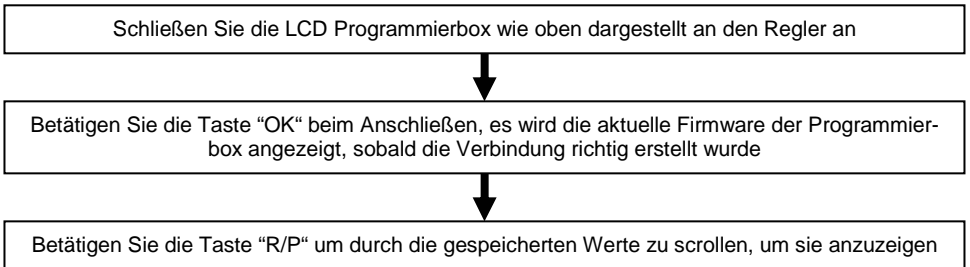 Schließen Sie die LCD Programmierbox wie oben dargestellt an den Regler an
Betätigen Sie die Taste “OK“ beim Anschließen, es wird die aktuelle Firmware der Programmier-
box angezeigt, sobald die Verbindung richtig erstellt wurde
Betätigen Sie die Taste “R/P“ um durch die gespeicherten Werte zu scrollen, um sie anzuzeigen